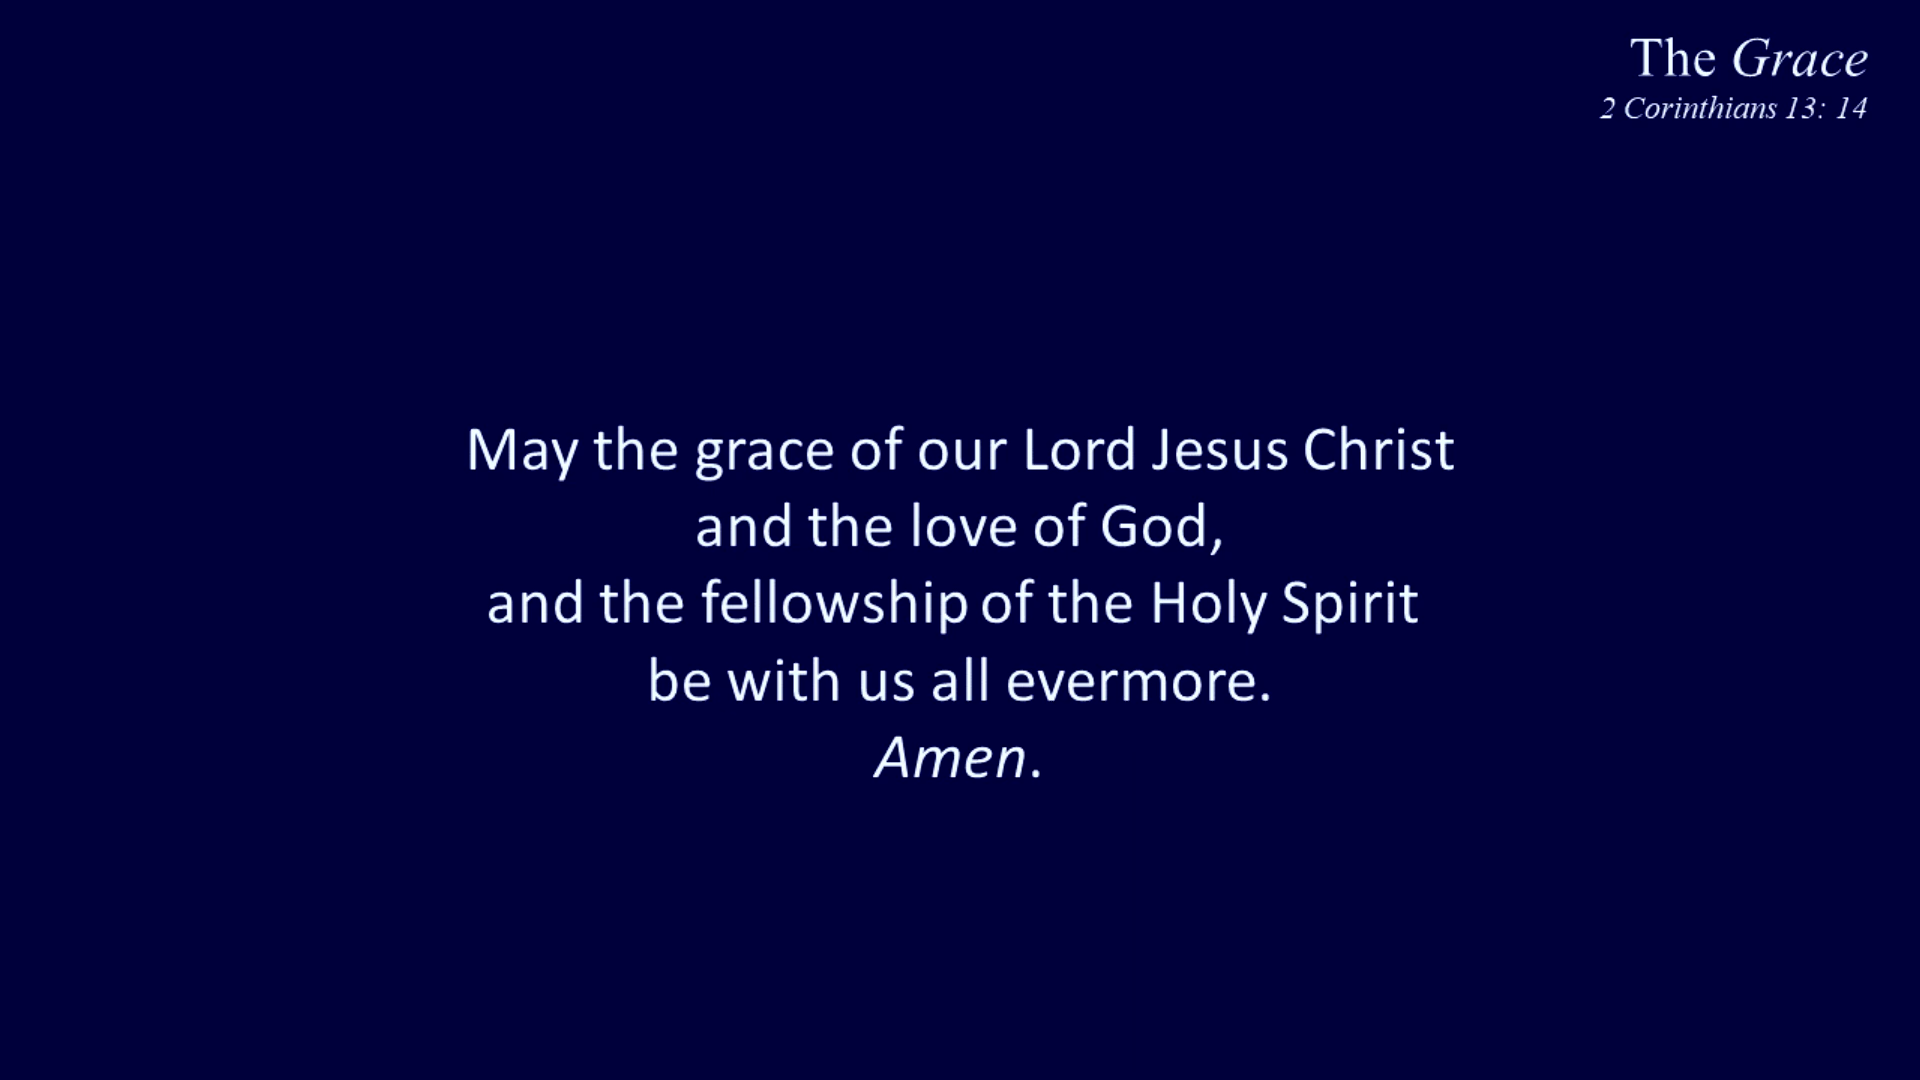 The Grace
2 Corinthians 13: 14
May the grace of our Lord Jesus Christ
and the love of God,
and the fellowship of the Holy Spirit
be with us all evermore.
Amen.